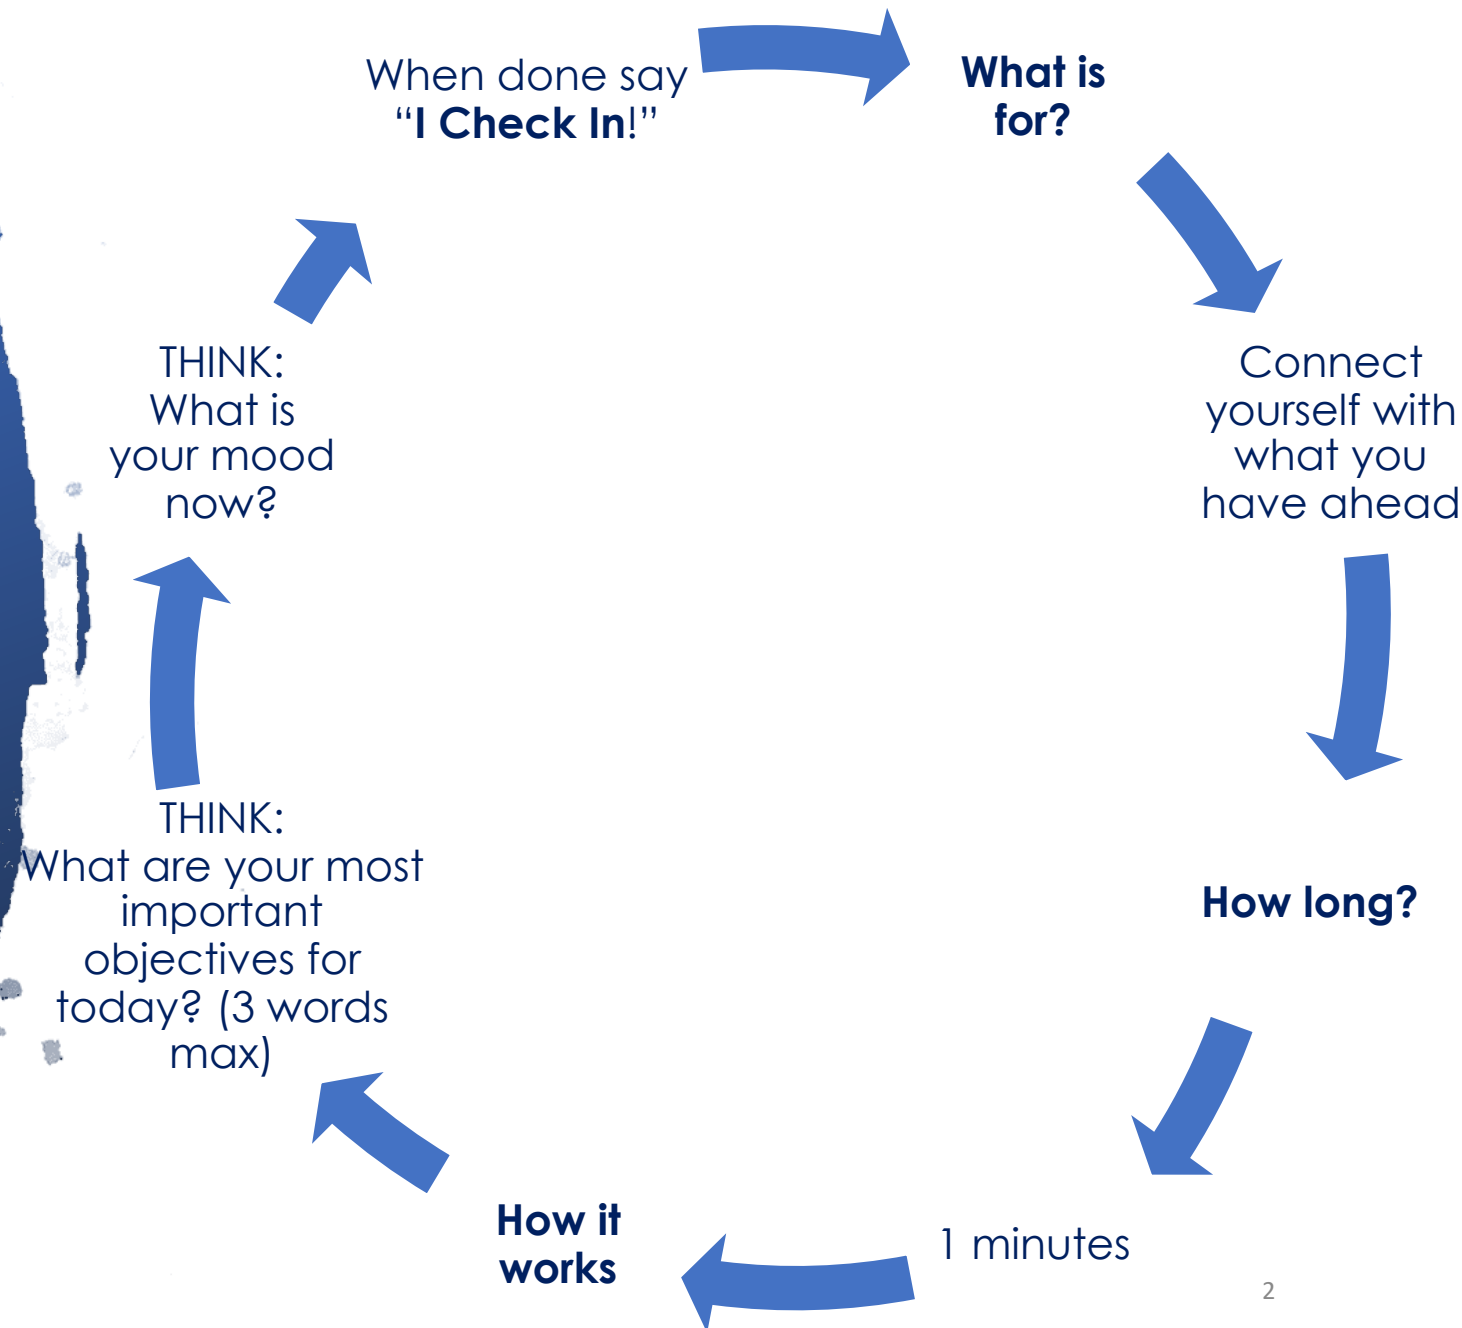 What is
for?
Connect
yourself with
what you
have ahead
How long?
1 minutes
How it
works
THINK:
What are your most
important
objectives for
today? (3 words
max)
THINK:
What is
your mood
now?
When done say
“I Check In!”
2